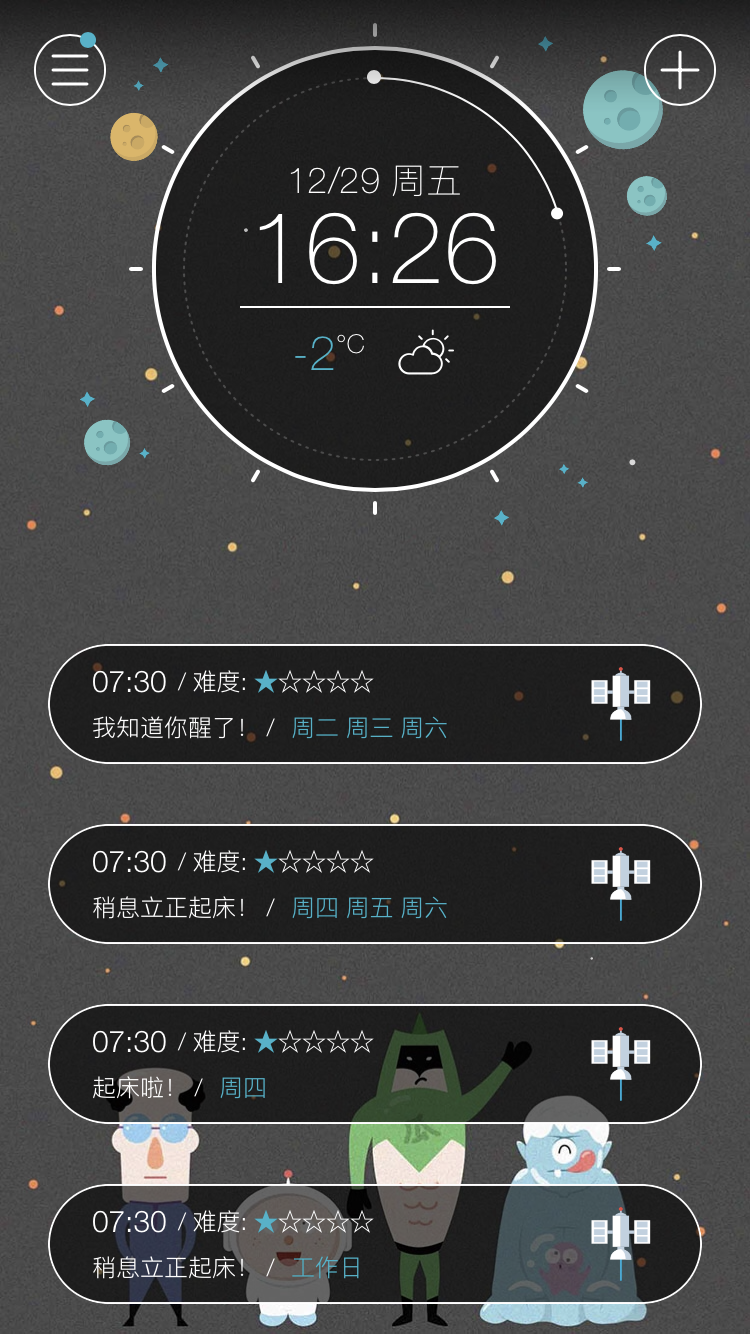 12/29 周五
16:26
-2℃
07:30 / 难度: ★☆☆☆☆
我知道你醒了! / 周二 周三 周六
07:30 / 难度: ★☆☆☆☆
稍息立正起床! / 周四 周五 周六
07:30 / 难度: ★☆☆☆☆
起床啦! / 周四
瓜
07:30 / 难度: ★☆☆☆☆
稍息立正起床! / 工作日